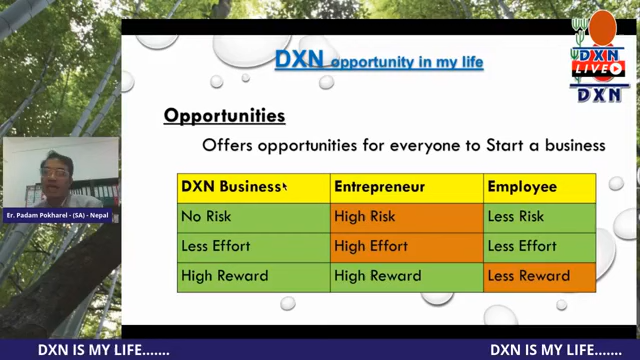 DXN opportunity in my life
DXN
LIVE
DXN
Opportunities
Offers opportunities for everyone to Start a business
DXN Business Entrepreneur Employee
No Risk High Risk Less Risk
Less Effort High Effort Less Effort
High Reward High Reward Less Reward
Er. Padam Pokharel - (SA) - Nepal
DXN IS MY LIFE....... DXN IS MY LIFE.......